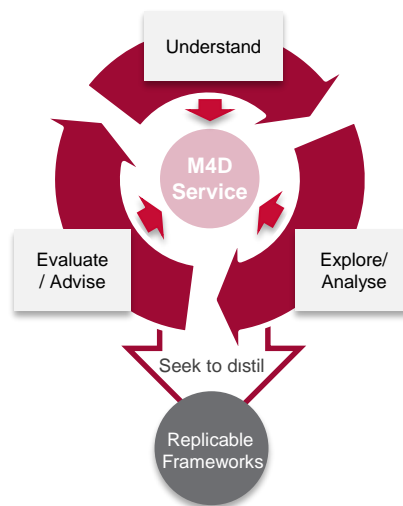 Understand
M4D
Service
Evaluate
/ Advise
Explore/
Analyse
Seek to distil
Replicable
Frameworks